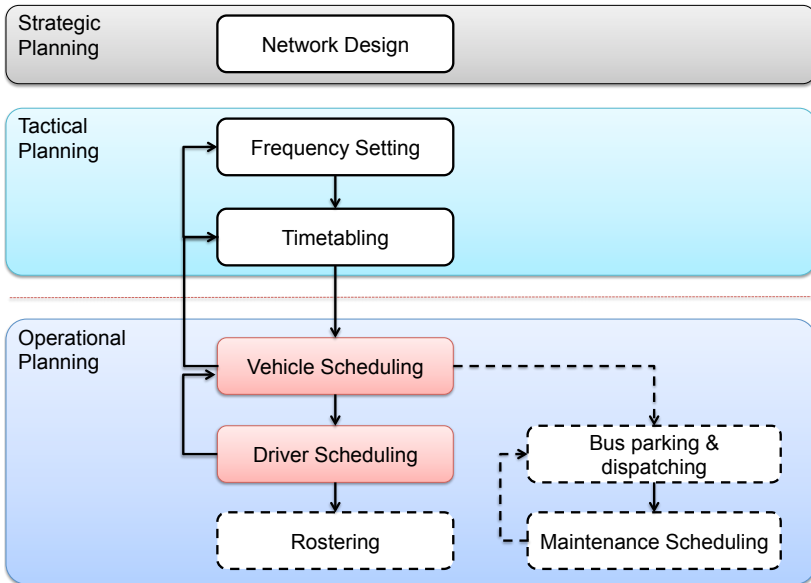 Strategic
Planning
Network Design
Tactical
Planning
Frequency Setting
Timetabling
Operational
Planning
Vehicle Scheduling
Driver Scheduling
Bus parking &
dispatching
Rostering
Maintenance Scheduling